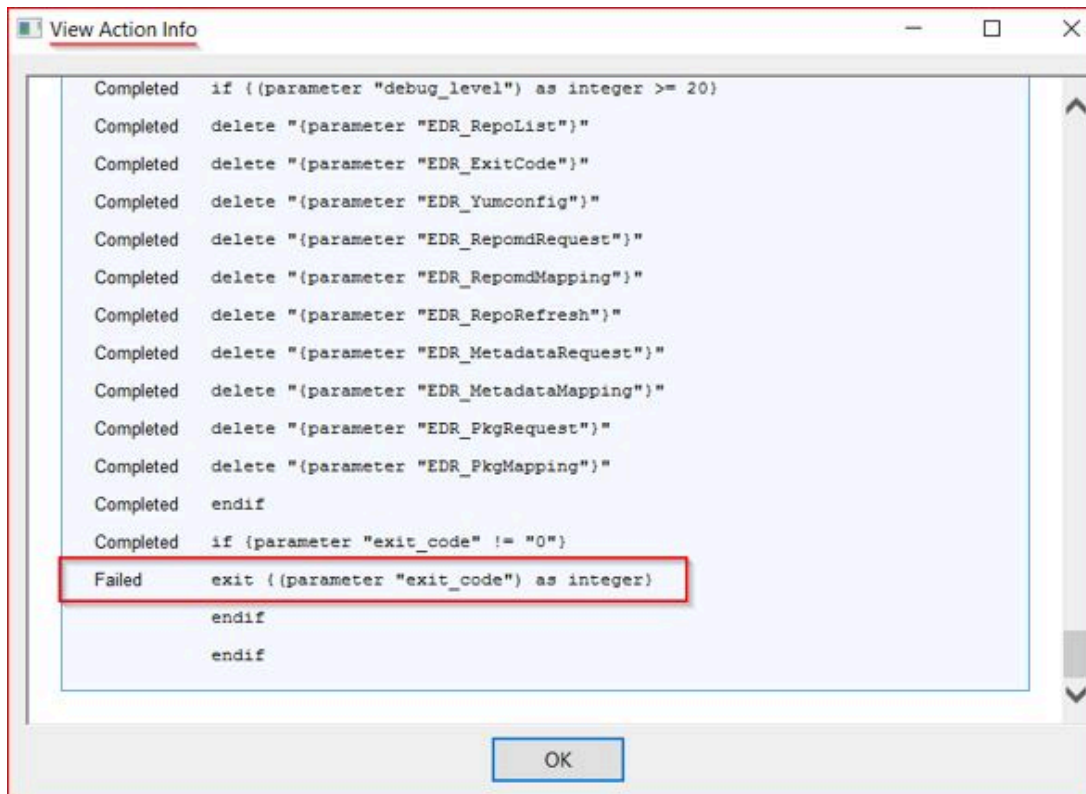 View Action Info
Completed if {(parameter "debug_level") as integer >= 20}
Completed delete "{parameter "EDR_RepoList"}"
Completed delete "{parameter "EDR_ExitCode"}"
Completed delete "{parameter "EDR_Yumconfig"}"
Completed delete "{parameter "EDR_RepomdRequest"}"
Completed delete "{parameter "EDR_RepomdMapping"}"
Completed delete "{parameter "EDR_RepoRefresh"}"
Completed delete "{parameter "EDR_MetadataRequest"}"
Completed delete "{parameter "EDR_MetadataMapping"}"
Completed delete "{parameter "EDR_PkgRequest"}"
Completed delete "{parameter "EDR_PkgMapping"}"
Completed endif
Completed if {parameter "exit_code" != "0"}
Failed exit {(parameter "exit_code") as integer}
endif
endif
OK